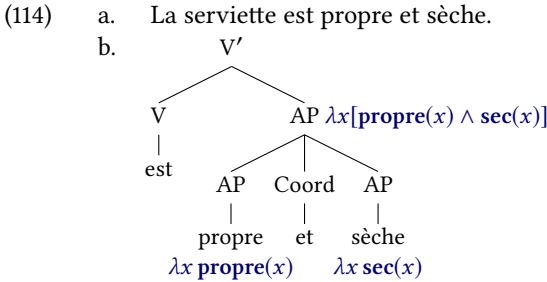 (114) a. La serviette est propre et sèche.
b. V′
V AP λx[propre(x) ∧ sec(x)]
est
AP Coord AP
propre et sèche
λx propre(x) λx sec(x)